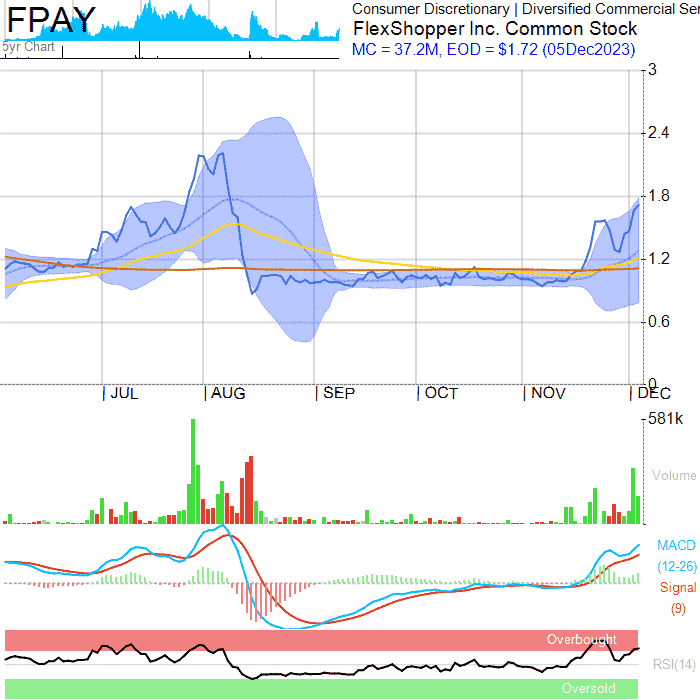 FPAY
5yr Chart
Consumer Discretionary | Diversified Commercial Ser
FlexShopper Inc. Common Stock
MC = 37.2M, EOD = $1.72 (05Dec2023)
3
2.4
1.8
1.2
0.6
0
| JUL | AUG | SEP | OCT | NOV | DEC
581k
Volume
MACD
(12-26)
Signal
(9)
Overbought
RSI(14)
Oversold